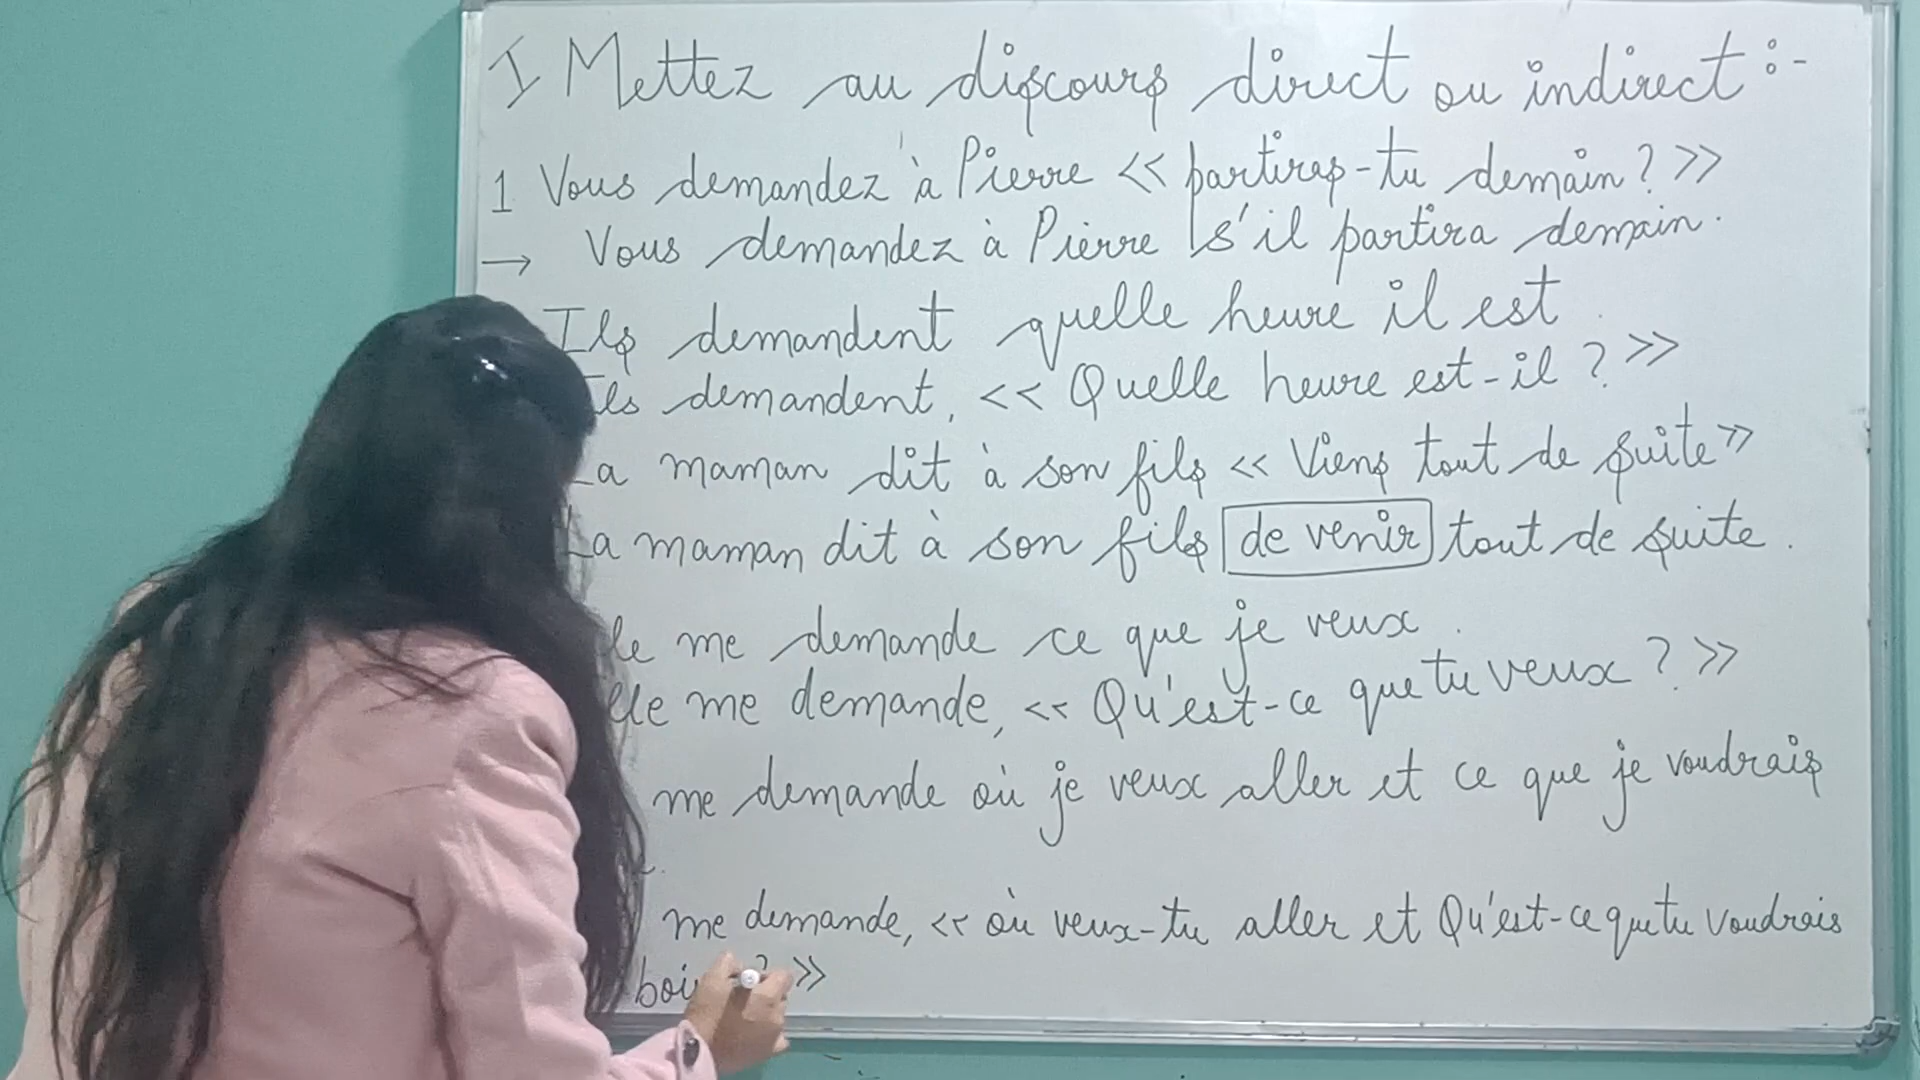 I Mettez au discours direct ou indirect :-
1 Vous demandez à Pierre << partiras-tu demain ? >>
→ Vous demandez à Pierre s'il partira demain.
Ils demandent quelle heure il est.
Ils demandent, << Quelle heure est-il ? >>
La maman dit à son fils << Viens tout de suite >>
La maman dit à son fils de venir tout de suite.
me demande ce que je veux.
me demande, << Qu'est-ce que tu veux ? >>
me demande où je veux aller et ce que je voudrais
me demande, << où veux-tu aller et Qu'est-ce que tu voudrais
? >>